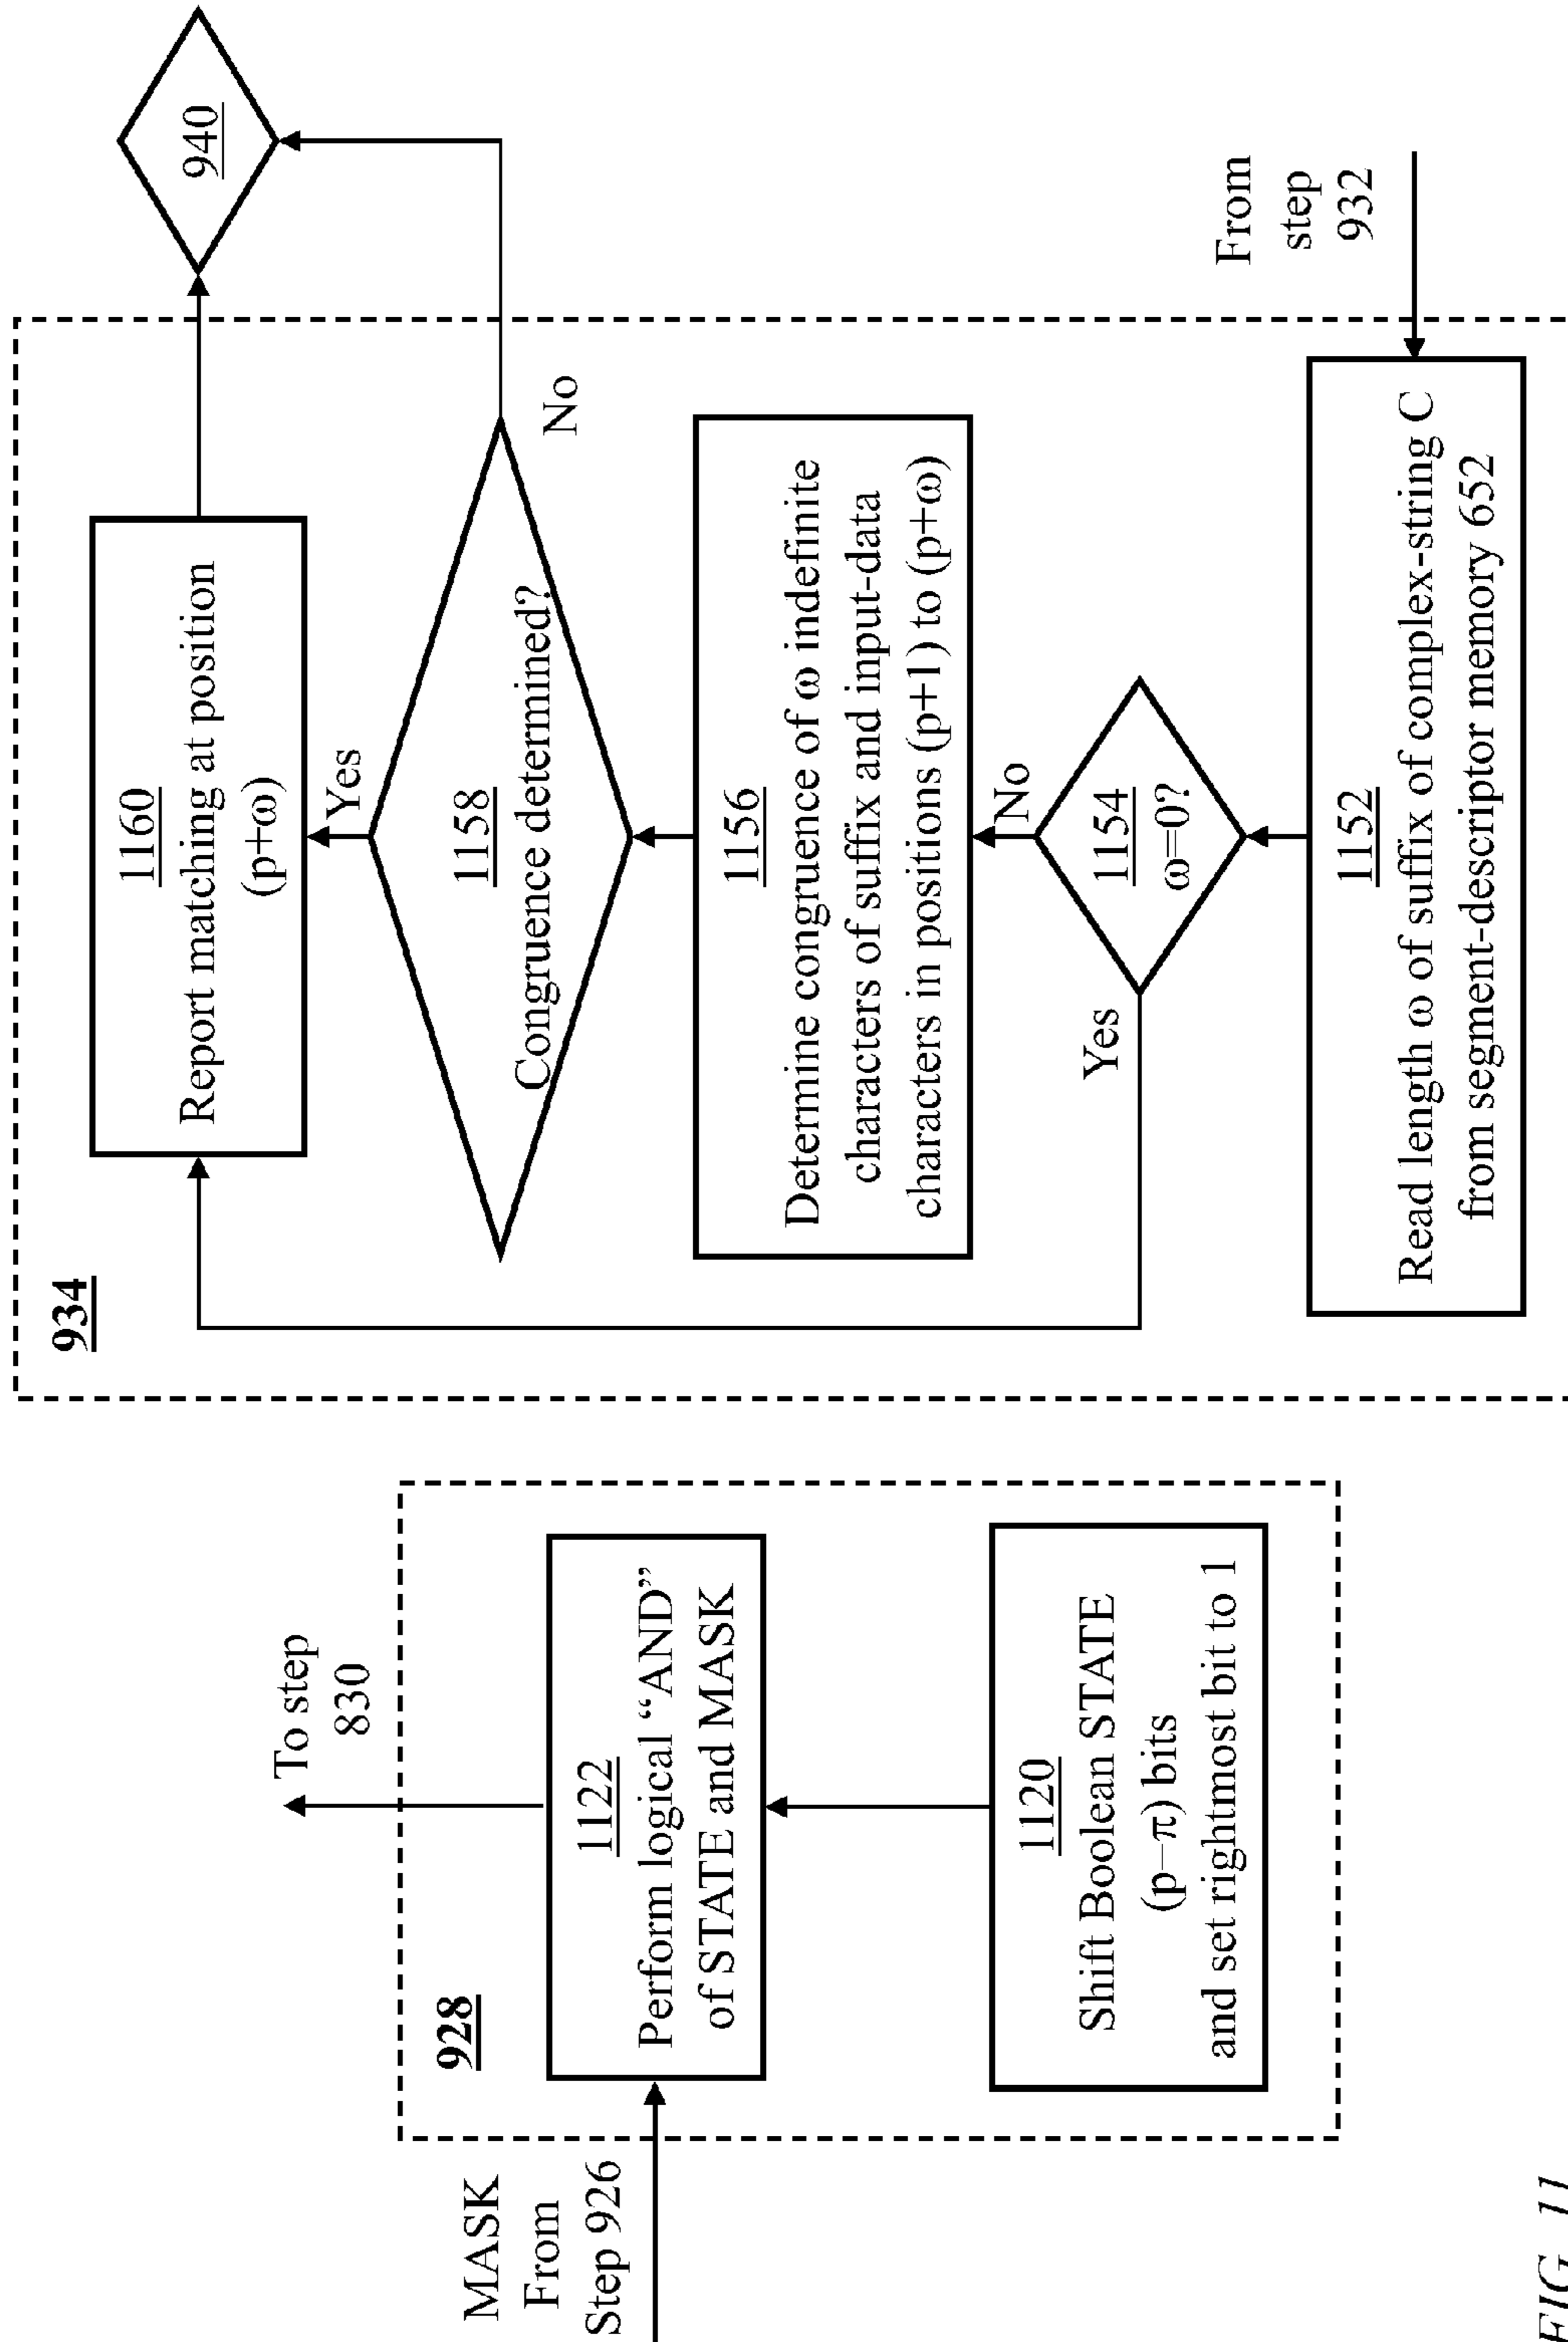 To step
830
MASK
From
Step 926
928
1122
Perform logical “AND”
of STATE and MASK
1120
Shift Boolean STATE
(p−π) bits
and set rightmost bit to 1
934
1160
Report matching at position
(p+ω)
Yes
940
1158
Congruence determined?
No
1156
Determine congruence of ω indefinite
characters of suffix and input-data
characters in positions (p+1) to (p+ω)
No
1154
ω==0?
Yes
From
step
932
1152
Read length ω of suffix of complex-string C
from segment-descriptor memory 652
FIG. 11